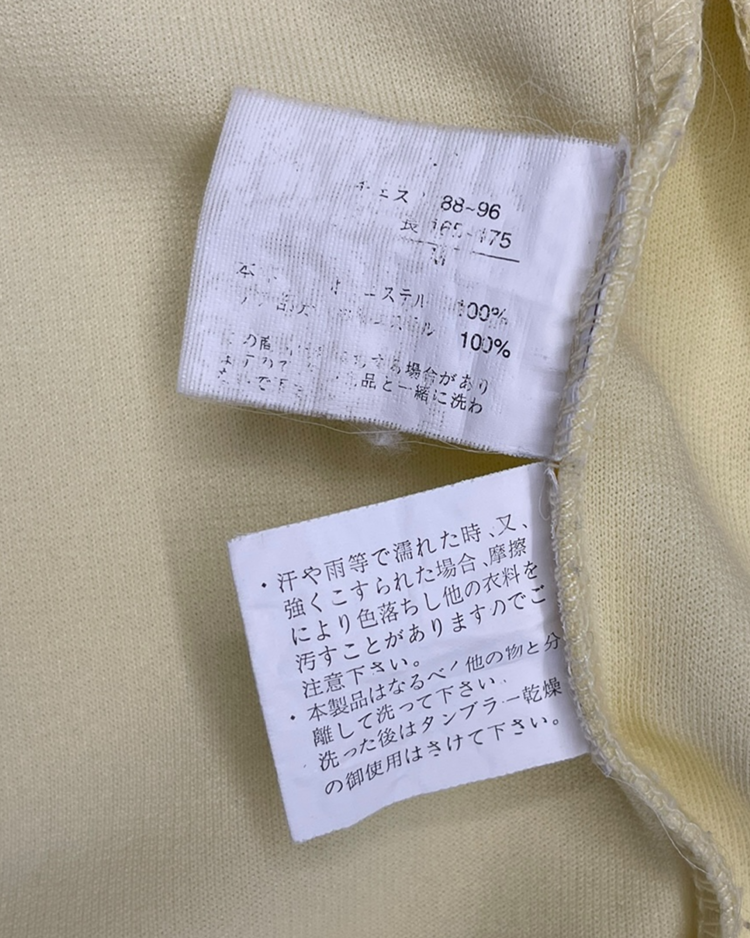 チェス 88~96
長 165~175
M
本 エステル 100%
ル 100%
の 場合があり
品と一緒に洗わ
で下
・汗や雨等で濡れた時、又、
強くこすられた場合、摩擦
により色落ちし他の衣料を
汚すことがありますのでご
注意下さい。
・本製品はなるべ 他の物と分
離して洗って下さい。
洗った後はタンブラー乾燥
の御使用はさけて下さい。